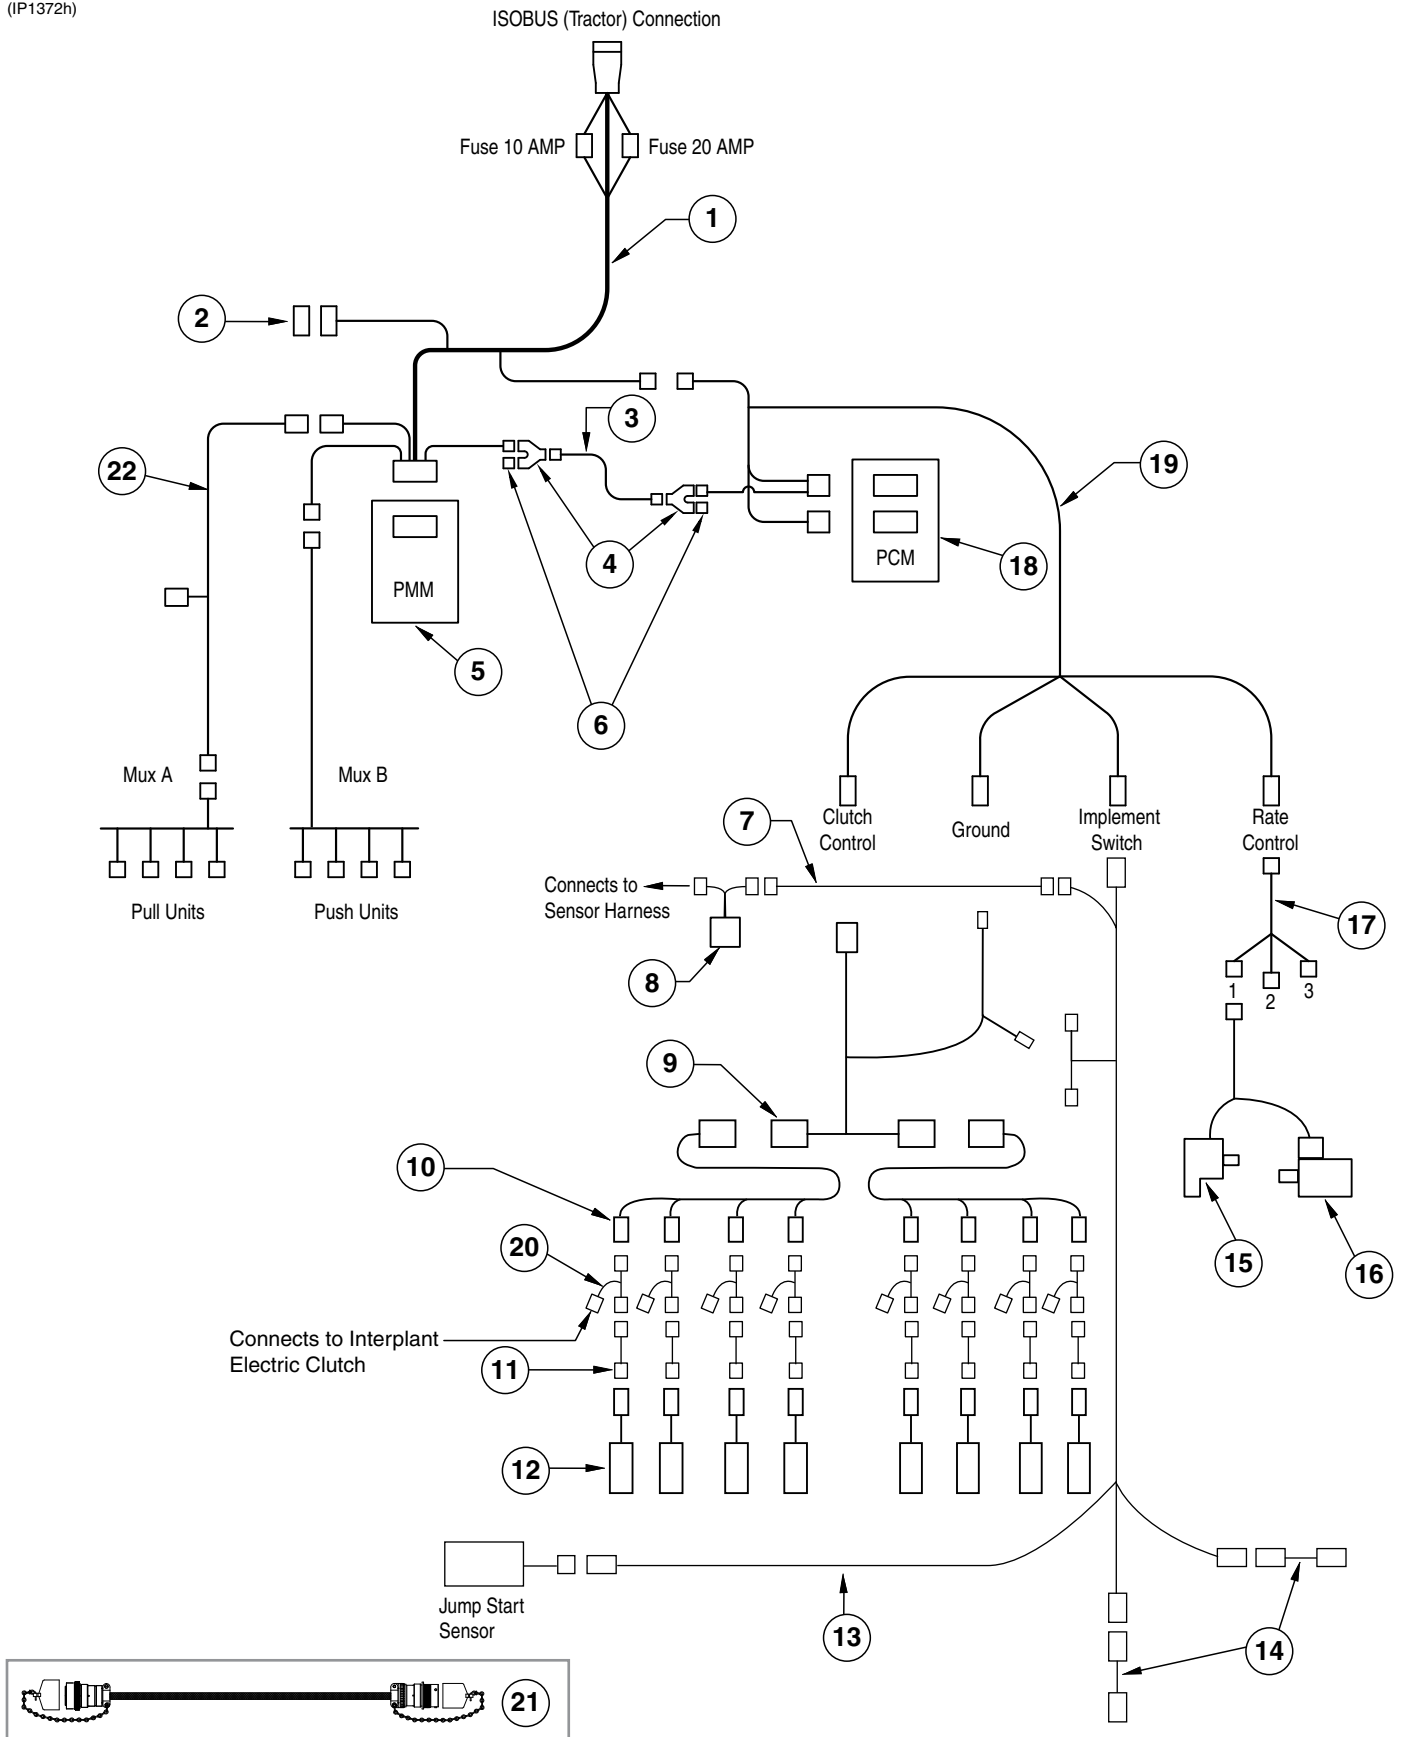 (IP1372h)
ISOBUS (Tractor) Connection
Fuse 10 AMP
Fuse 20 AMP
1
2
3
22
19
4
PMM
PCM
18
5
6
Mux A
Mux B
7
Clutch
Control
Ground
Implement
Switch
Rate
Control
Connects to
Sensor Harness
Pull Units
Push Units
17
8
1
2
3
9
10
20
15
16
Connects to Interplant
Electric Clutch
11
12
Jump Start
Sensor
13
14
21